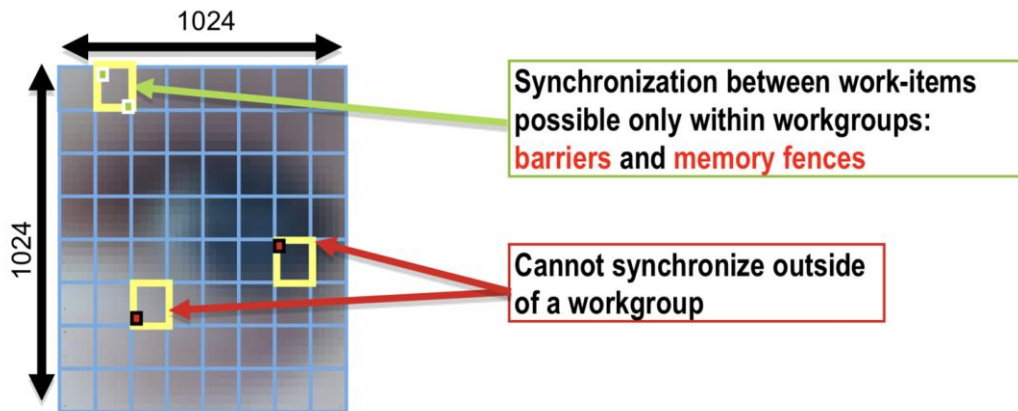 1024
1024
Synchronization between work-items
possible only within workgroups:
barriers and memory fences
Cannot synchronize outside
of a workgroup